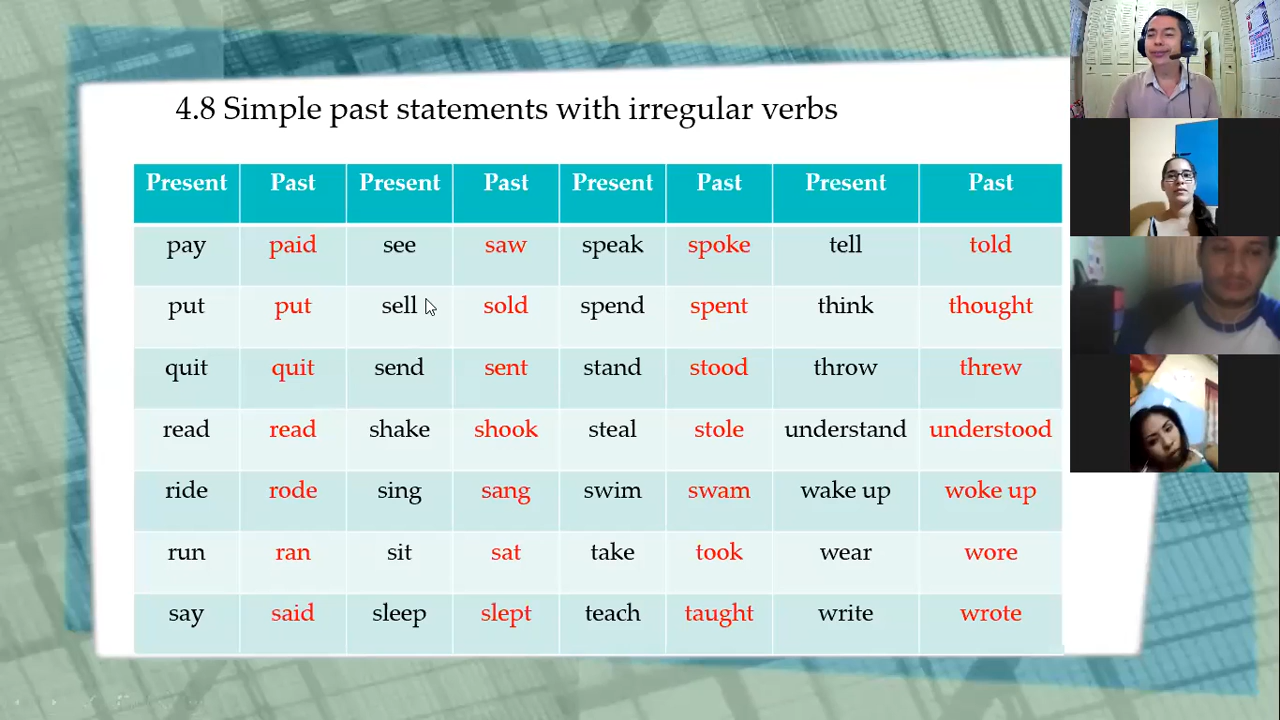 4.8 Simple past statements with irregular verbs
Present Past Present Past Present Past Present Past
pay paid see saw speak spoke tell told
put put sell sold spend spent think thought
quit quit send sent stand stood throw threw
read read shake shook steal stole understand understood
ride rode sing sang swim swam wake up woke up
run ran sit sat take took wear wore
say said sleep slept teach taught write wrote